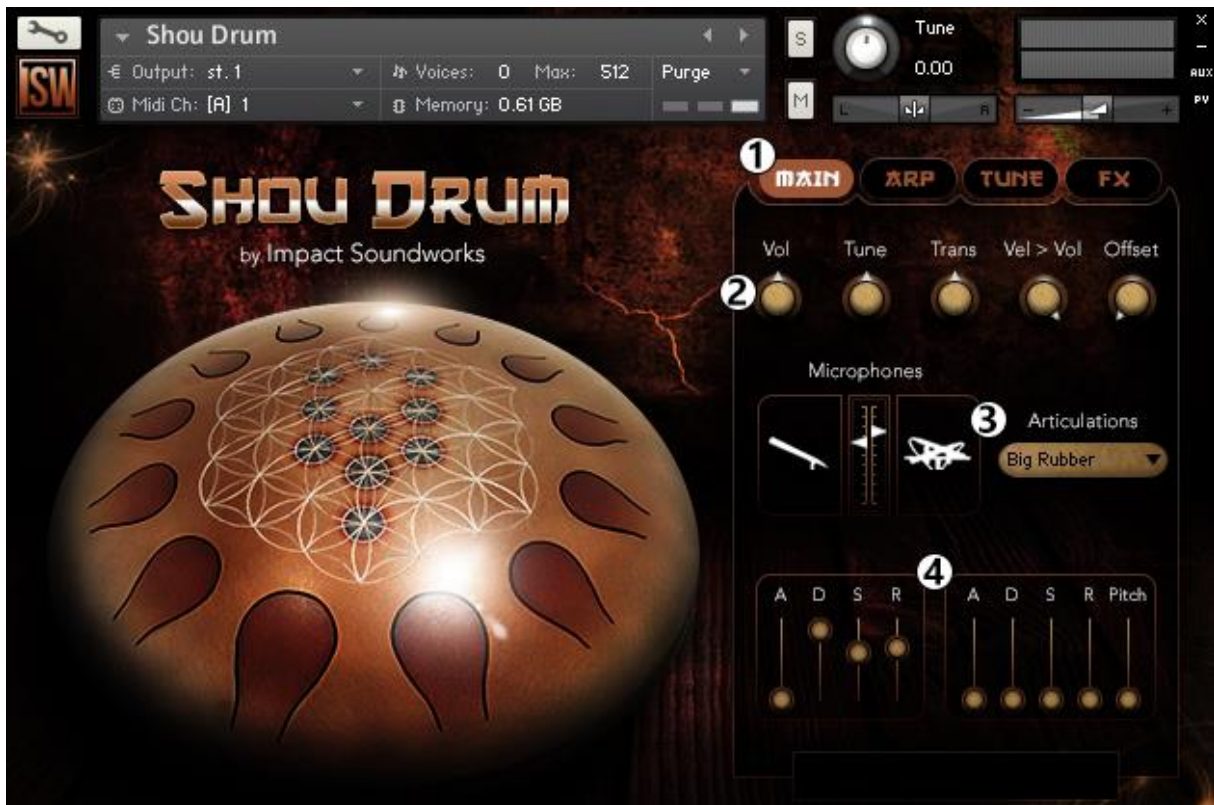 Shou Drum
Output: st.1
Voices: 0 Max: 512
Purge
Midi Ch: [A] 1
Memory: 0.61 GB
S
M
Tune
0.00
L
R
-
+
X
-
AUX
PV
ISW
SHOU DRUM
by Impact Soundworks
1
MAIN
ARP
TUNE
FX
Vol
Tune
Trans
Vel > Vol
Offset
2
Microphones
3
Articulations
Big Rubber
4
A D S R
A D S R Pitch